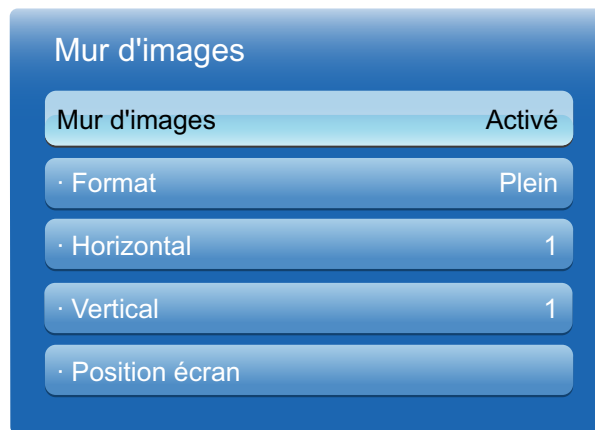 Mur d'images
Mur d'images Activé
· Format Plein
· Horizontal 1
· Vertical 1
· Position écran